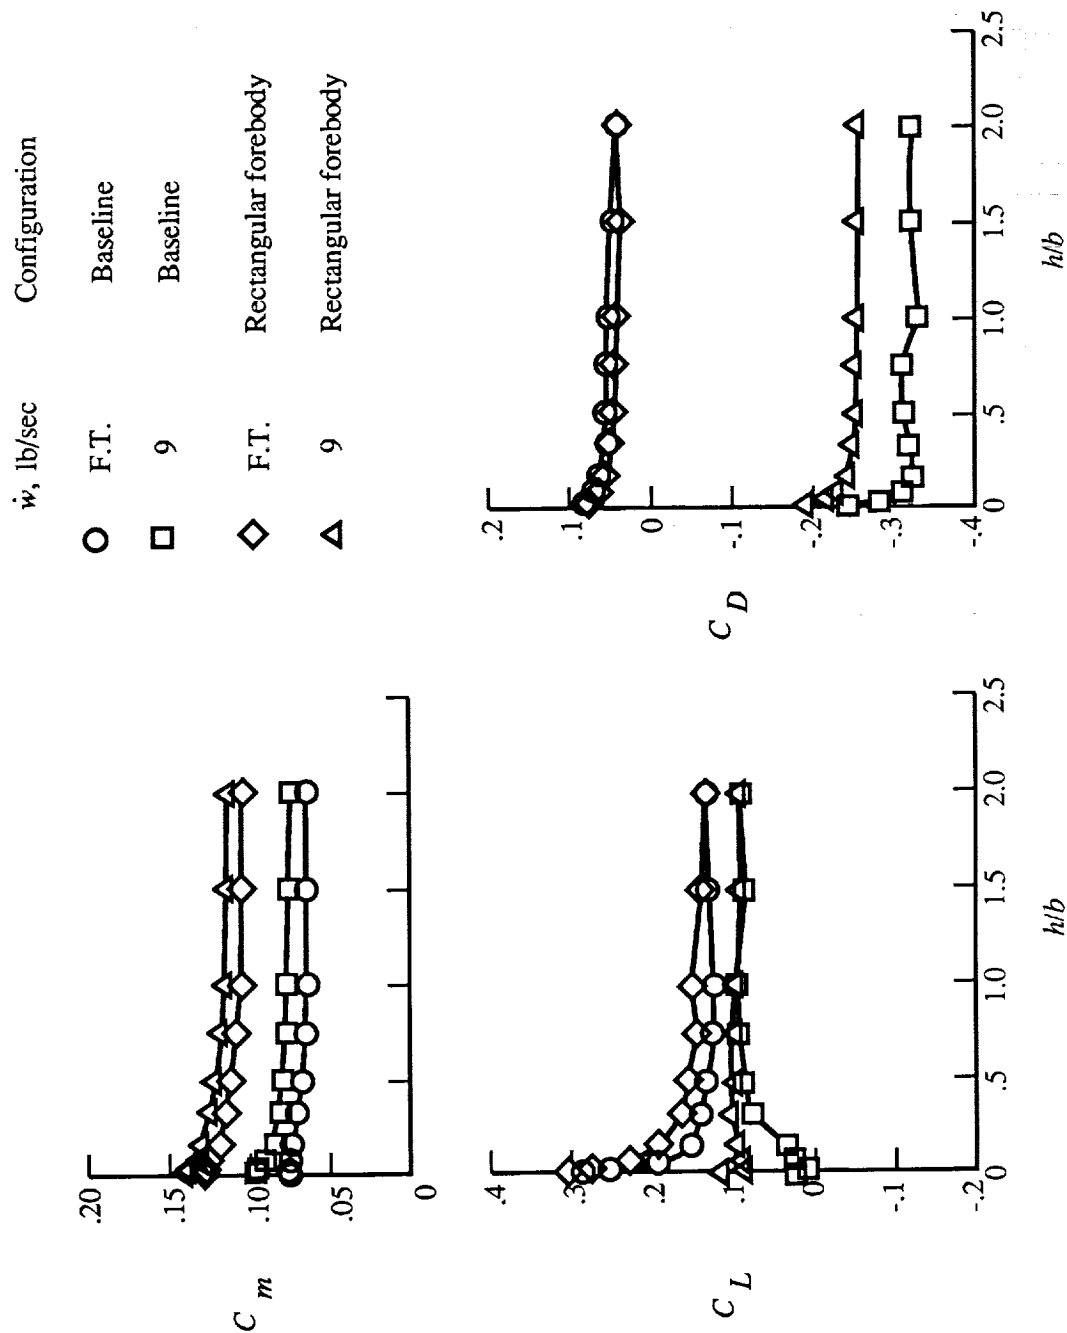 ẇ, lb/sec Configuration
F.T. Baseline
9 Baseline
F.T. Rectangular forebody
9 Rectangular forebody
C m
.20
.15
.10
.05
0
C L
.4
.3
.2
.1
0
-.1
-.2
0 .5 1.0 1.5 2.0 2.5
h/b
C D
.2
.1
0
-.1
-.2
-.3
-.4
0 .5 1.0 1.5 2.0 2.5
h/b